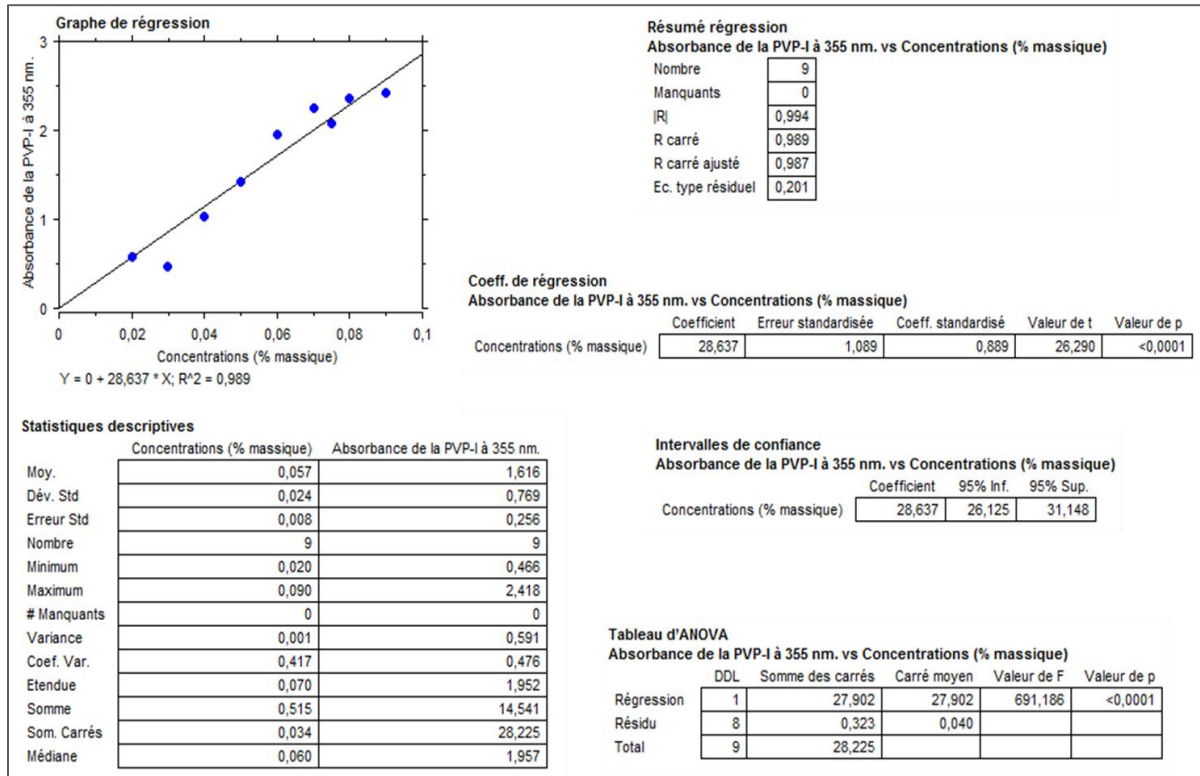 Graphe de régression
3
2
1
0
Absorbance de la PVP-I à 355 nm.
0 0,02 0,04 0,06 0,08 0,1
Concentrations (% massique)
Y = 0 + 28,637 * X; R^2 = 0,989
Résumé régression
Absorbance de la PVP-I à 355 nm. vs Concentrations (% massique)
Nombre 9
Manquants 0
|R| 0,994
R carré 0,989
R carré ajusté 0,987
Ec. type résiduel 0,201
Coeff. de régression
Absorbance de la PVP-I à 355 nm. vs Concentrations (% massique)
Coefficient Erreur standardisée Coeff. standardisé Valeur de t Valeur de p
Concentrations (% massique) 28,637 1,089 0,889 26,290 <0,0001
Statistiques descriptives
Concentrations (% massique) Absorbance de la PVP-I à 355 nm.
Moy. 0,057 1,616
Dév. Std 0,024 0,769
Erreur Std 0,008 0,256
Nombre 9 9
Minimum 0,020 0,466
Maximum 0,090 2,418
# Manquants 0 0
Variance 0,001 0,591
Coef. Var. 0,417 0,476
Etendue 0,070 1,952
Somme 0,515 14,541
Som. Carrés 0,034 28,225
Médiane 0,060 1,957
Intervalles de confiance
Absorbance de la PVP-I à 355 nm. vs Concentrations (% massique)
Coefficient 95% Inf. 95% Sup.
Concentrations (% massique) 28,637 26,125 31,148
Tableau d'ANOVA
Absorbance de la PVP-I à 355 nm. vs Concentrations (% massique)
DDL Somme des carrés Carré moyen Valeur de F Valeur de p
Régression 1 27,902 27,902 691,186 <0,0001
Résidu 8 0,323 0,040
Total 9 28,225